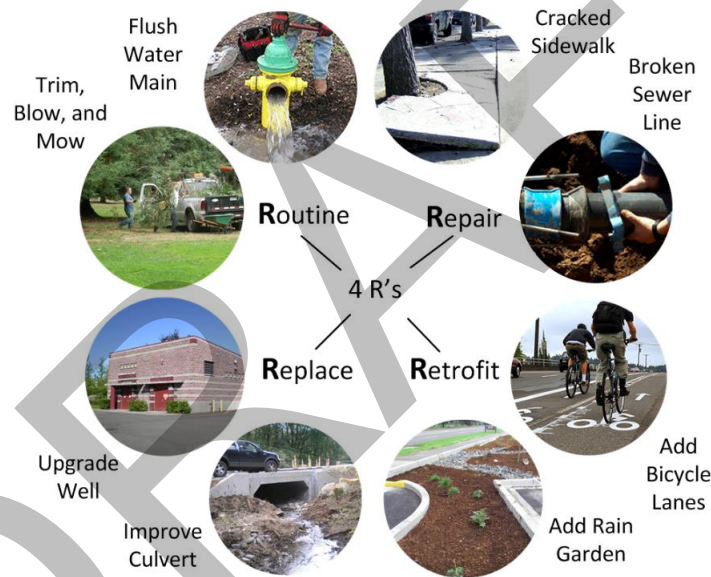 Flush
Water
Main
Cracked
Sidewalk
Trim,
Blow, and
Mow
Broken
Sewer
Line
Routine
Repair
4 R's
Replace
Retrofit
Upgrade
Well
Improve
Culvert
Add Rain
Garden
Add
Bicycle
Lanes
DRAFT